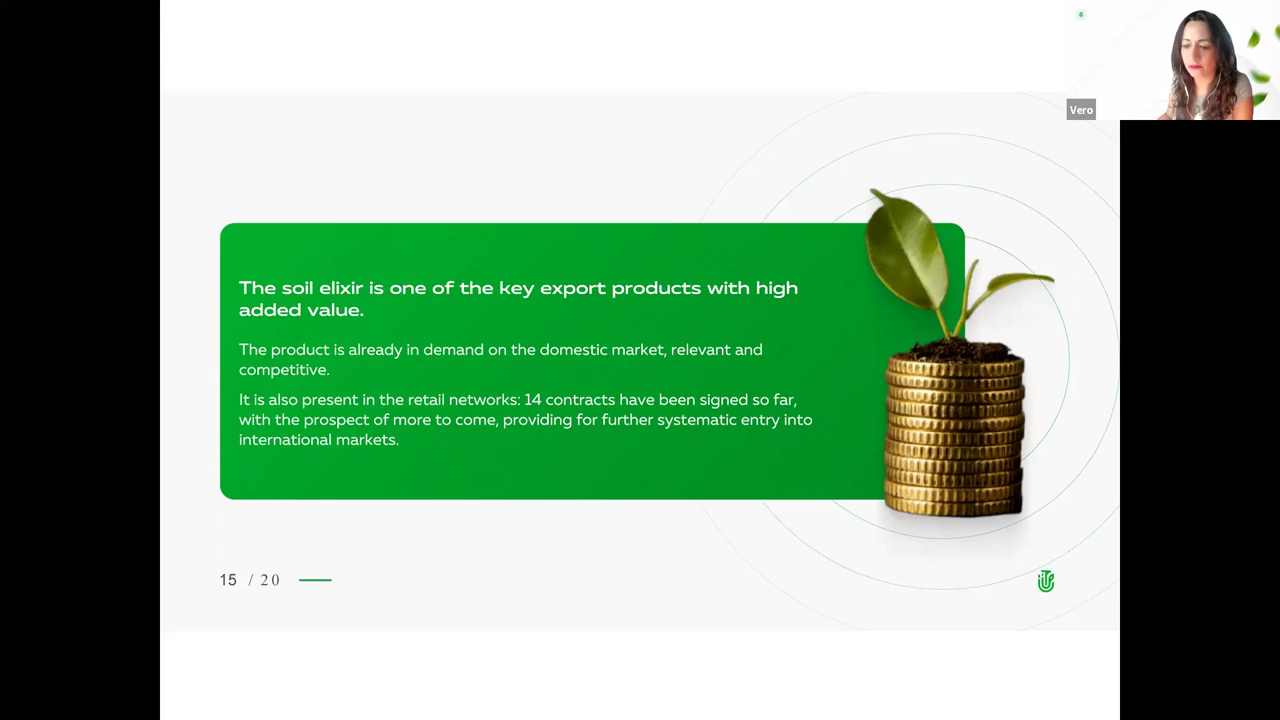 Vero
The soil elixir is one of the key export products with high
added value.
The product is already in demand on the domestic market, relevant and
competitive.
It is also present in the retail networks: 14 contracts have been signed so far,
with the prospect of more to come, providing for further systematic entry into
international markets.
15 / 20